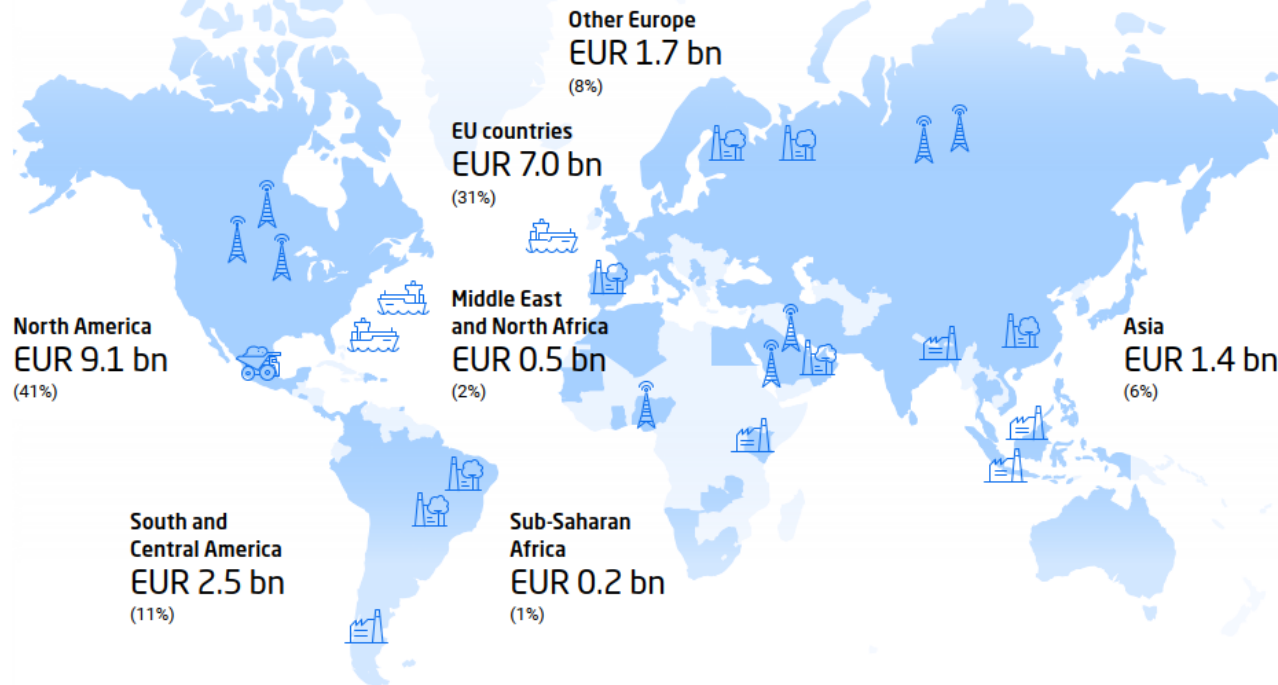 Other Europe
EUR 1.7 bn
(8%)
EU countries
EUR 7.0 bn
(31%)
North America
EUR 9.1 bn
(41%)
Middle East
and North Africa
EUR 0.5 bn
(2%)
Asia
EUR 1.4 bn
(6%)
South and
Central America
EUR 2.5 bn
(11%)
Sub-Saharan
Africa
EUR 0.2 bn
(1%)